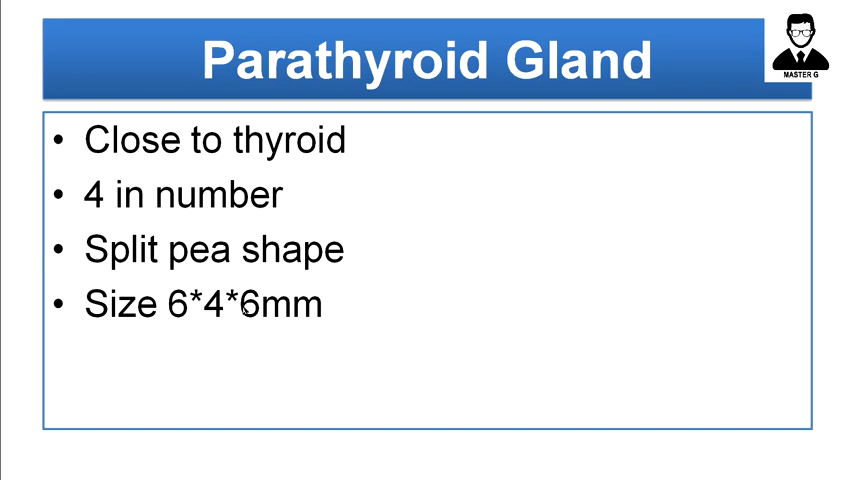 Parathyroid Gland
MASTER G
• Close to thyroid
• 4 in number
• Split pea shape
• Size 6*4*6mm